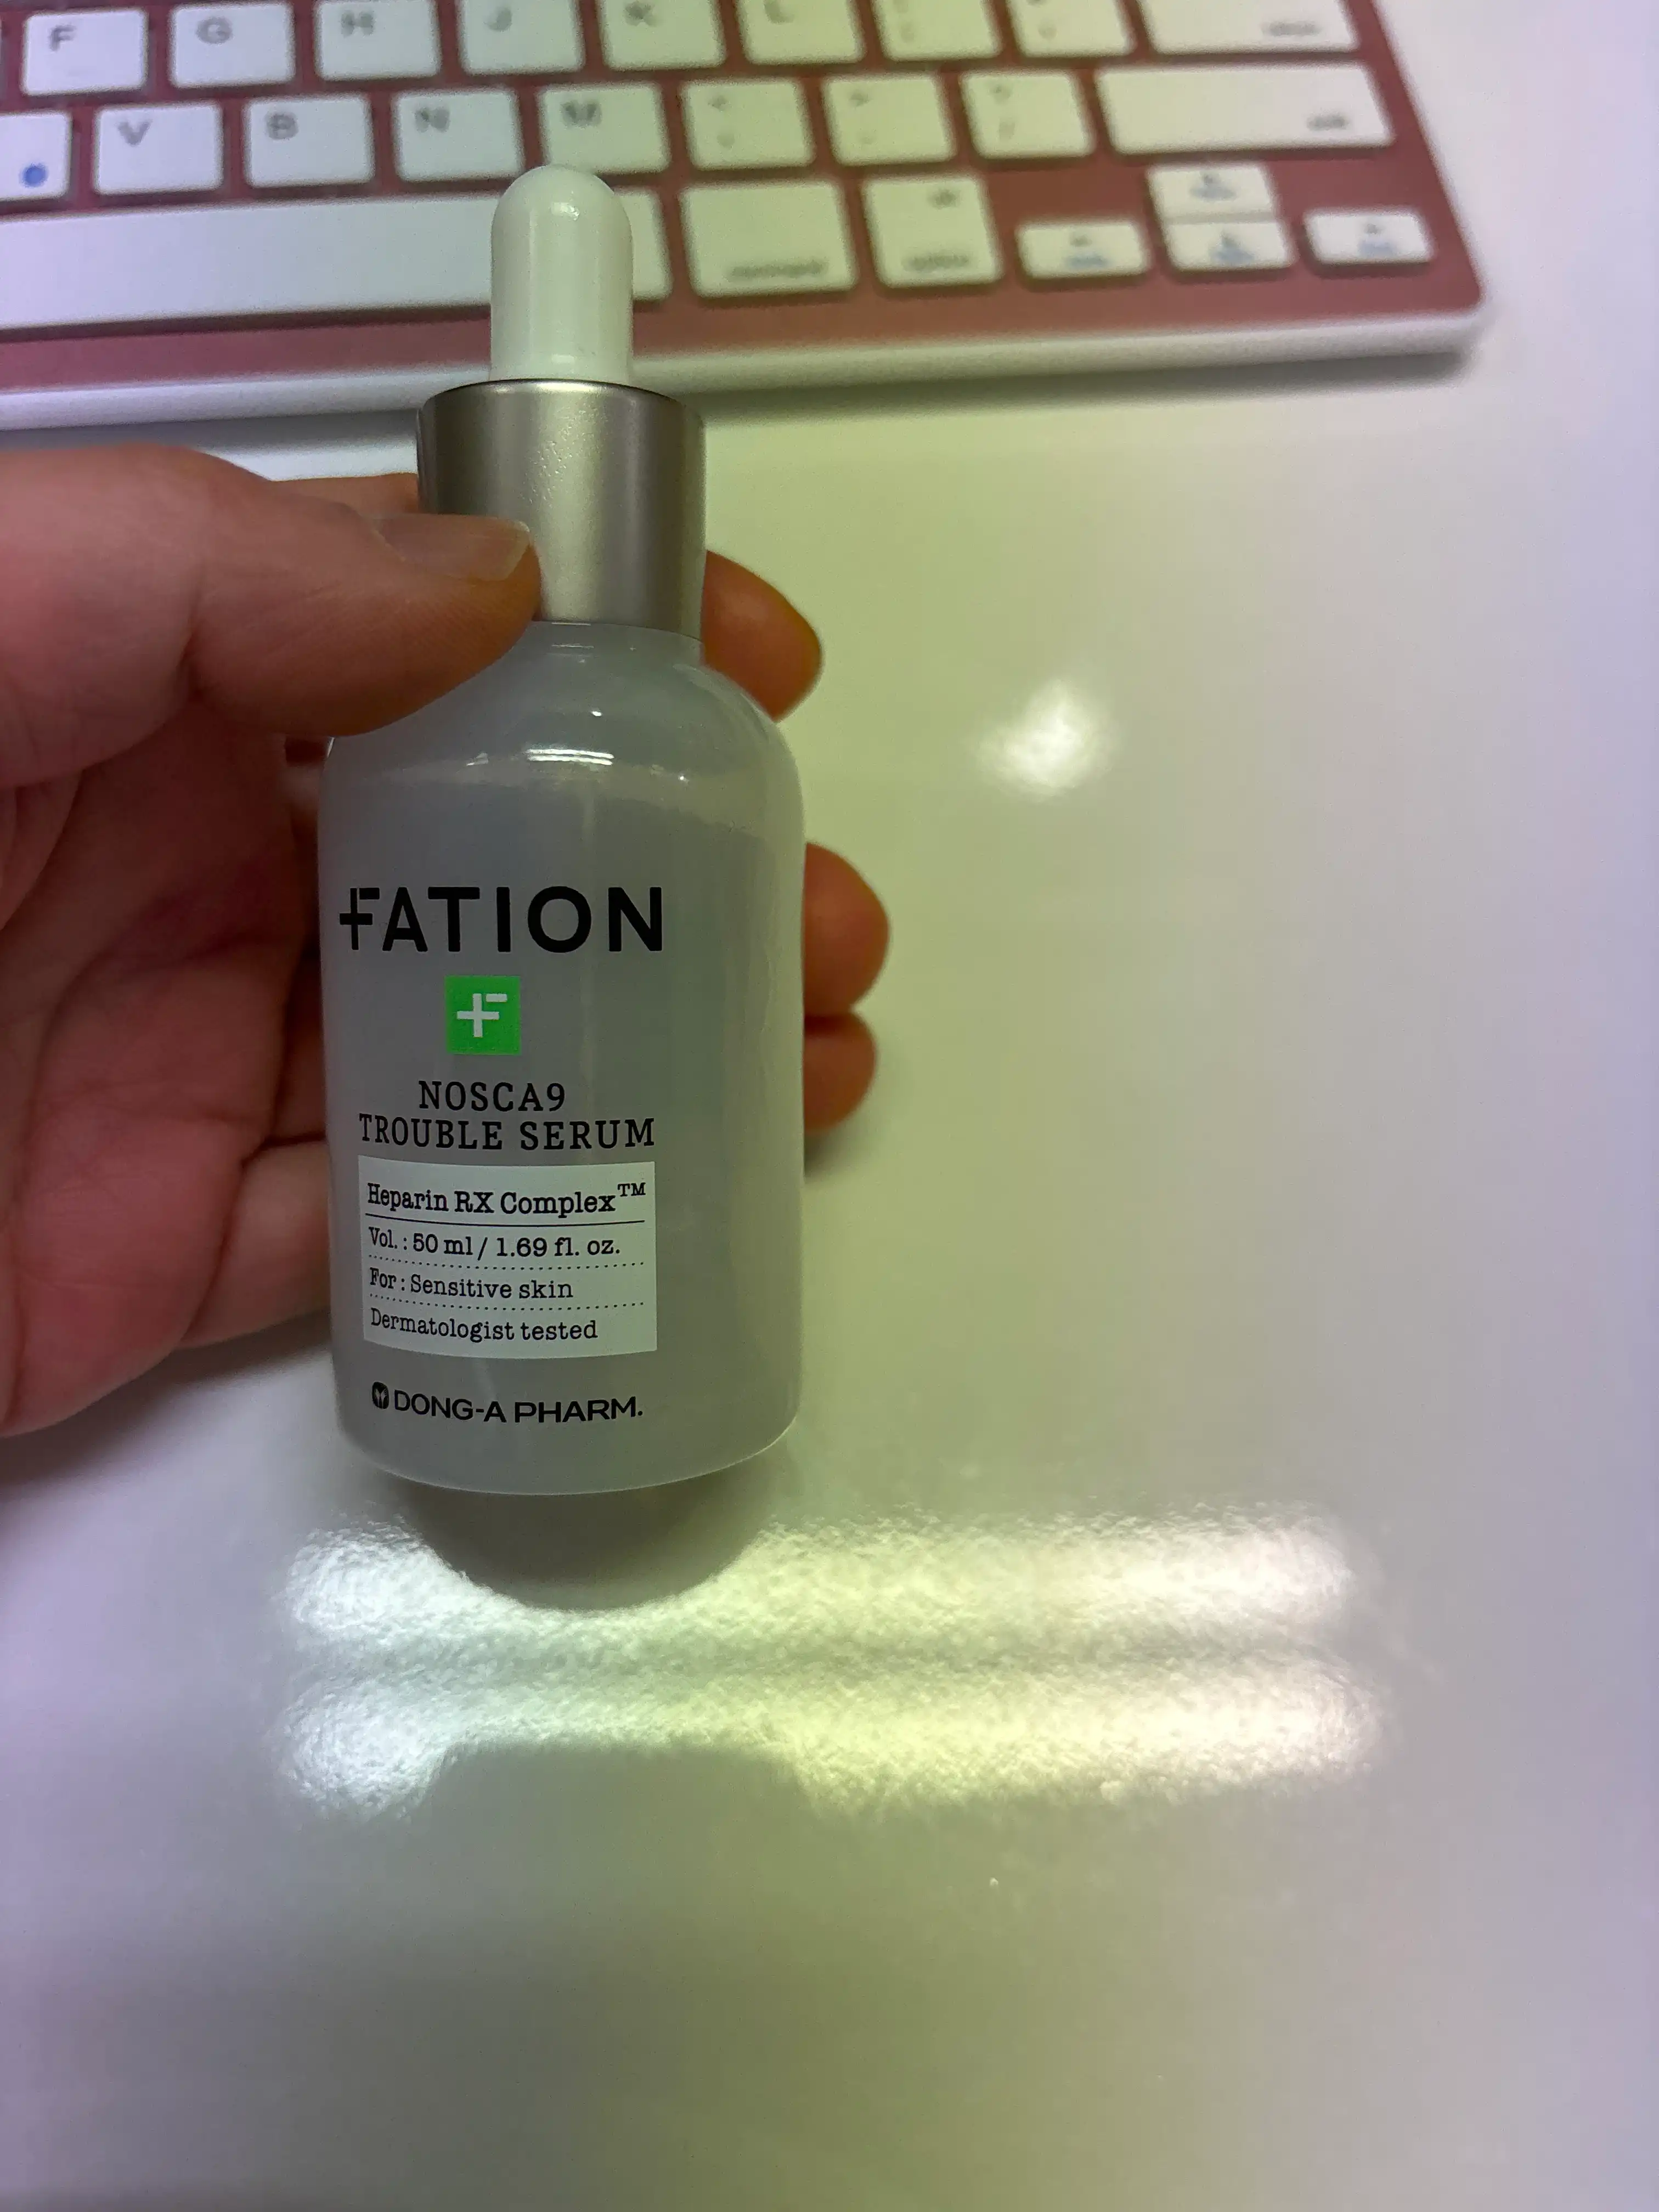 F G H J K L
V B N M
FATION
NOSCA9
TROUBLE SERUM
Heparin RX Complex™
Vol. : 50 ml / 1.69 fl. oz.
For : Sensitive skin
Dermatologist tested
DONG-A PHARM.